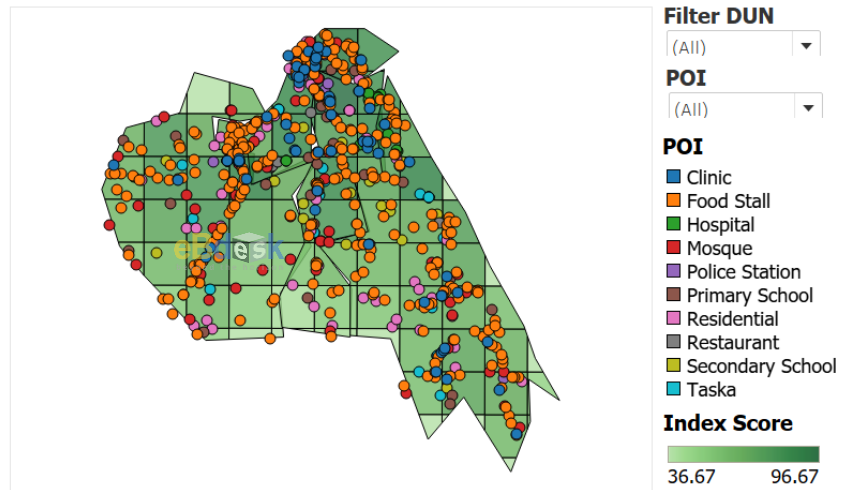 Filter DUN
(All)
POI
(All)
POI
Clinic
Food Stall
Hospital
Mosque
Police Station
Primary School
Residential
Restaurant
Secondary School
Taska
Index Score
36.67 96.67
eBdesk